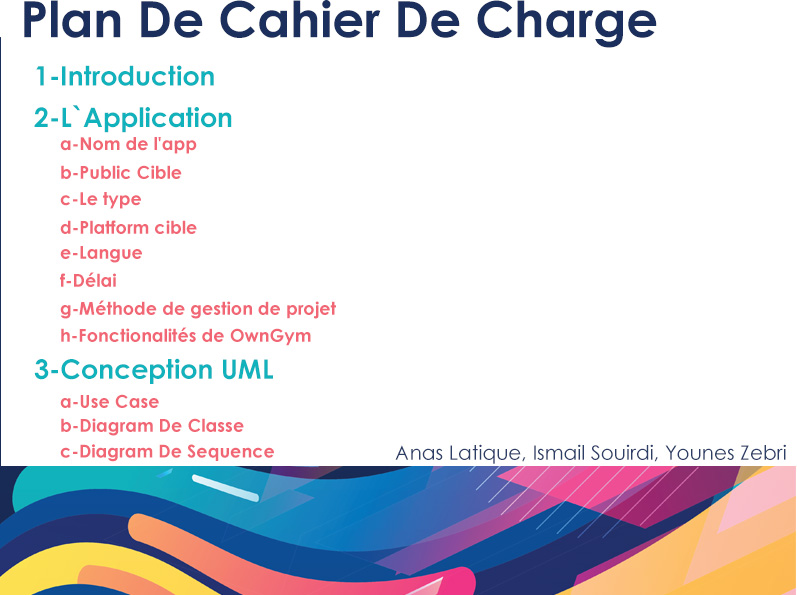 Plan De Cahier De Charge
1-Introduction
2-L`Application
a-Nom de l'app
b-Public Cible
c-Le type
d-Platform cible
e-Langue
f-Délai
g-Méthode de gestion de projet
h-Fonctionalités de OwnGym
3-Conception UML
a-Use Case
b-Diagram De Classe
c-Diagram De Sequence
Anas Latique, Ismail Souirdi, Younes Zebri